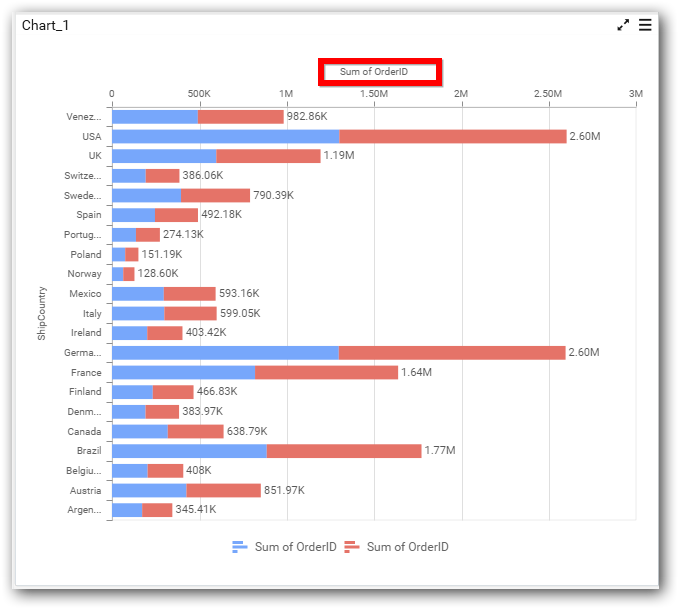 Chart_1
Sum of OrderID
0 500K 1M 1.50M 2M 2.50M 3M
ShipCountry
Venez... 982.86K
USA 2.60M
UK 1.19M
Switze... 386.06K
Swede... 790.39K
Spain 492.18K
Portug... 274.13K
Poland 151.19K
Norway 128.60K
Mexico 593.16K
Italy 599.05K
Ireland 403.42K
Germa... 2.60M
France 1.64M
Finland 466.83K
Denm... 383.97K
Canada 638.79K
Brazil 1.77M
Belgiu... 408K
Austria 851.97K
Argen... 345.41K
Sum of OrderID Sum of OrderID